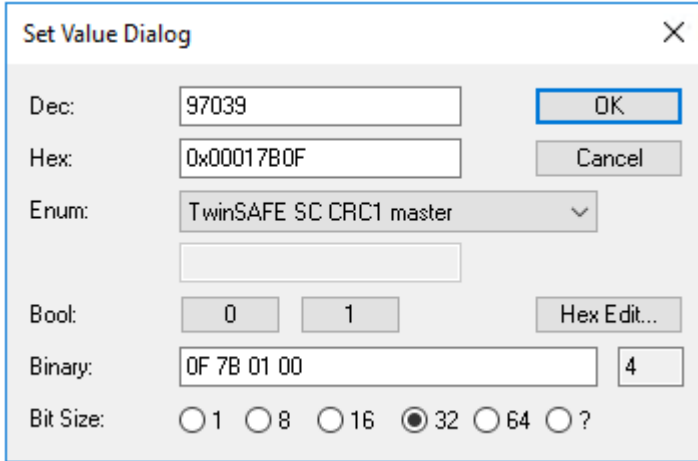 Set Value Dialog
Dec: 97039 OK
Hex: 0x00017B0F Cancel
Enum: TwinSAFE SC CRC1 master
Bool: 0 1 Hex Edit...
Binary: 0F 7B 01 00 4
Bit Size: 1 8 16 32 64 ?